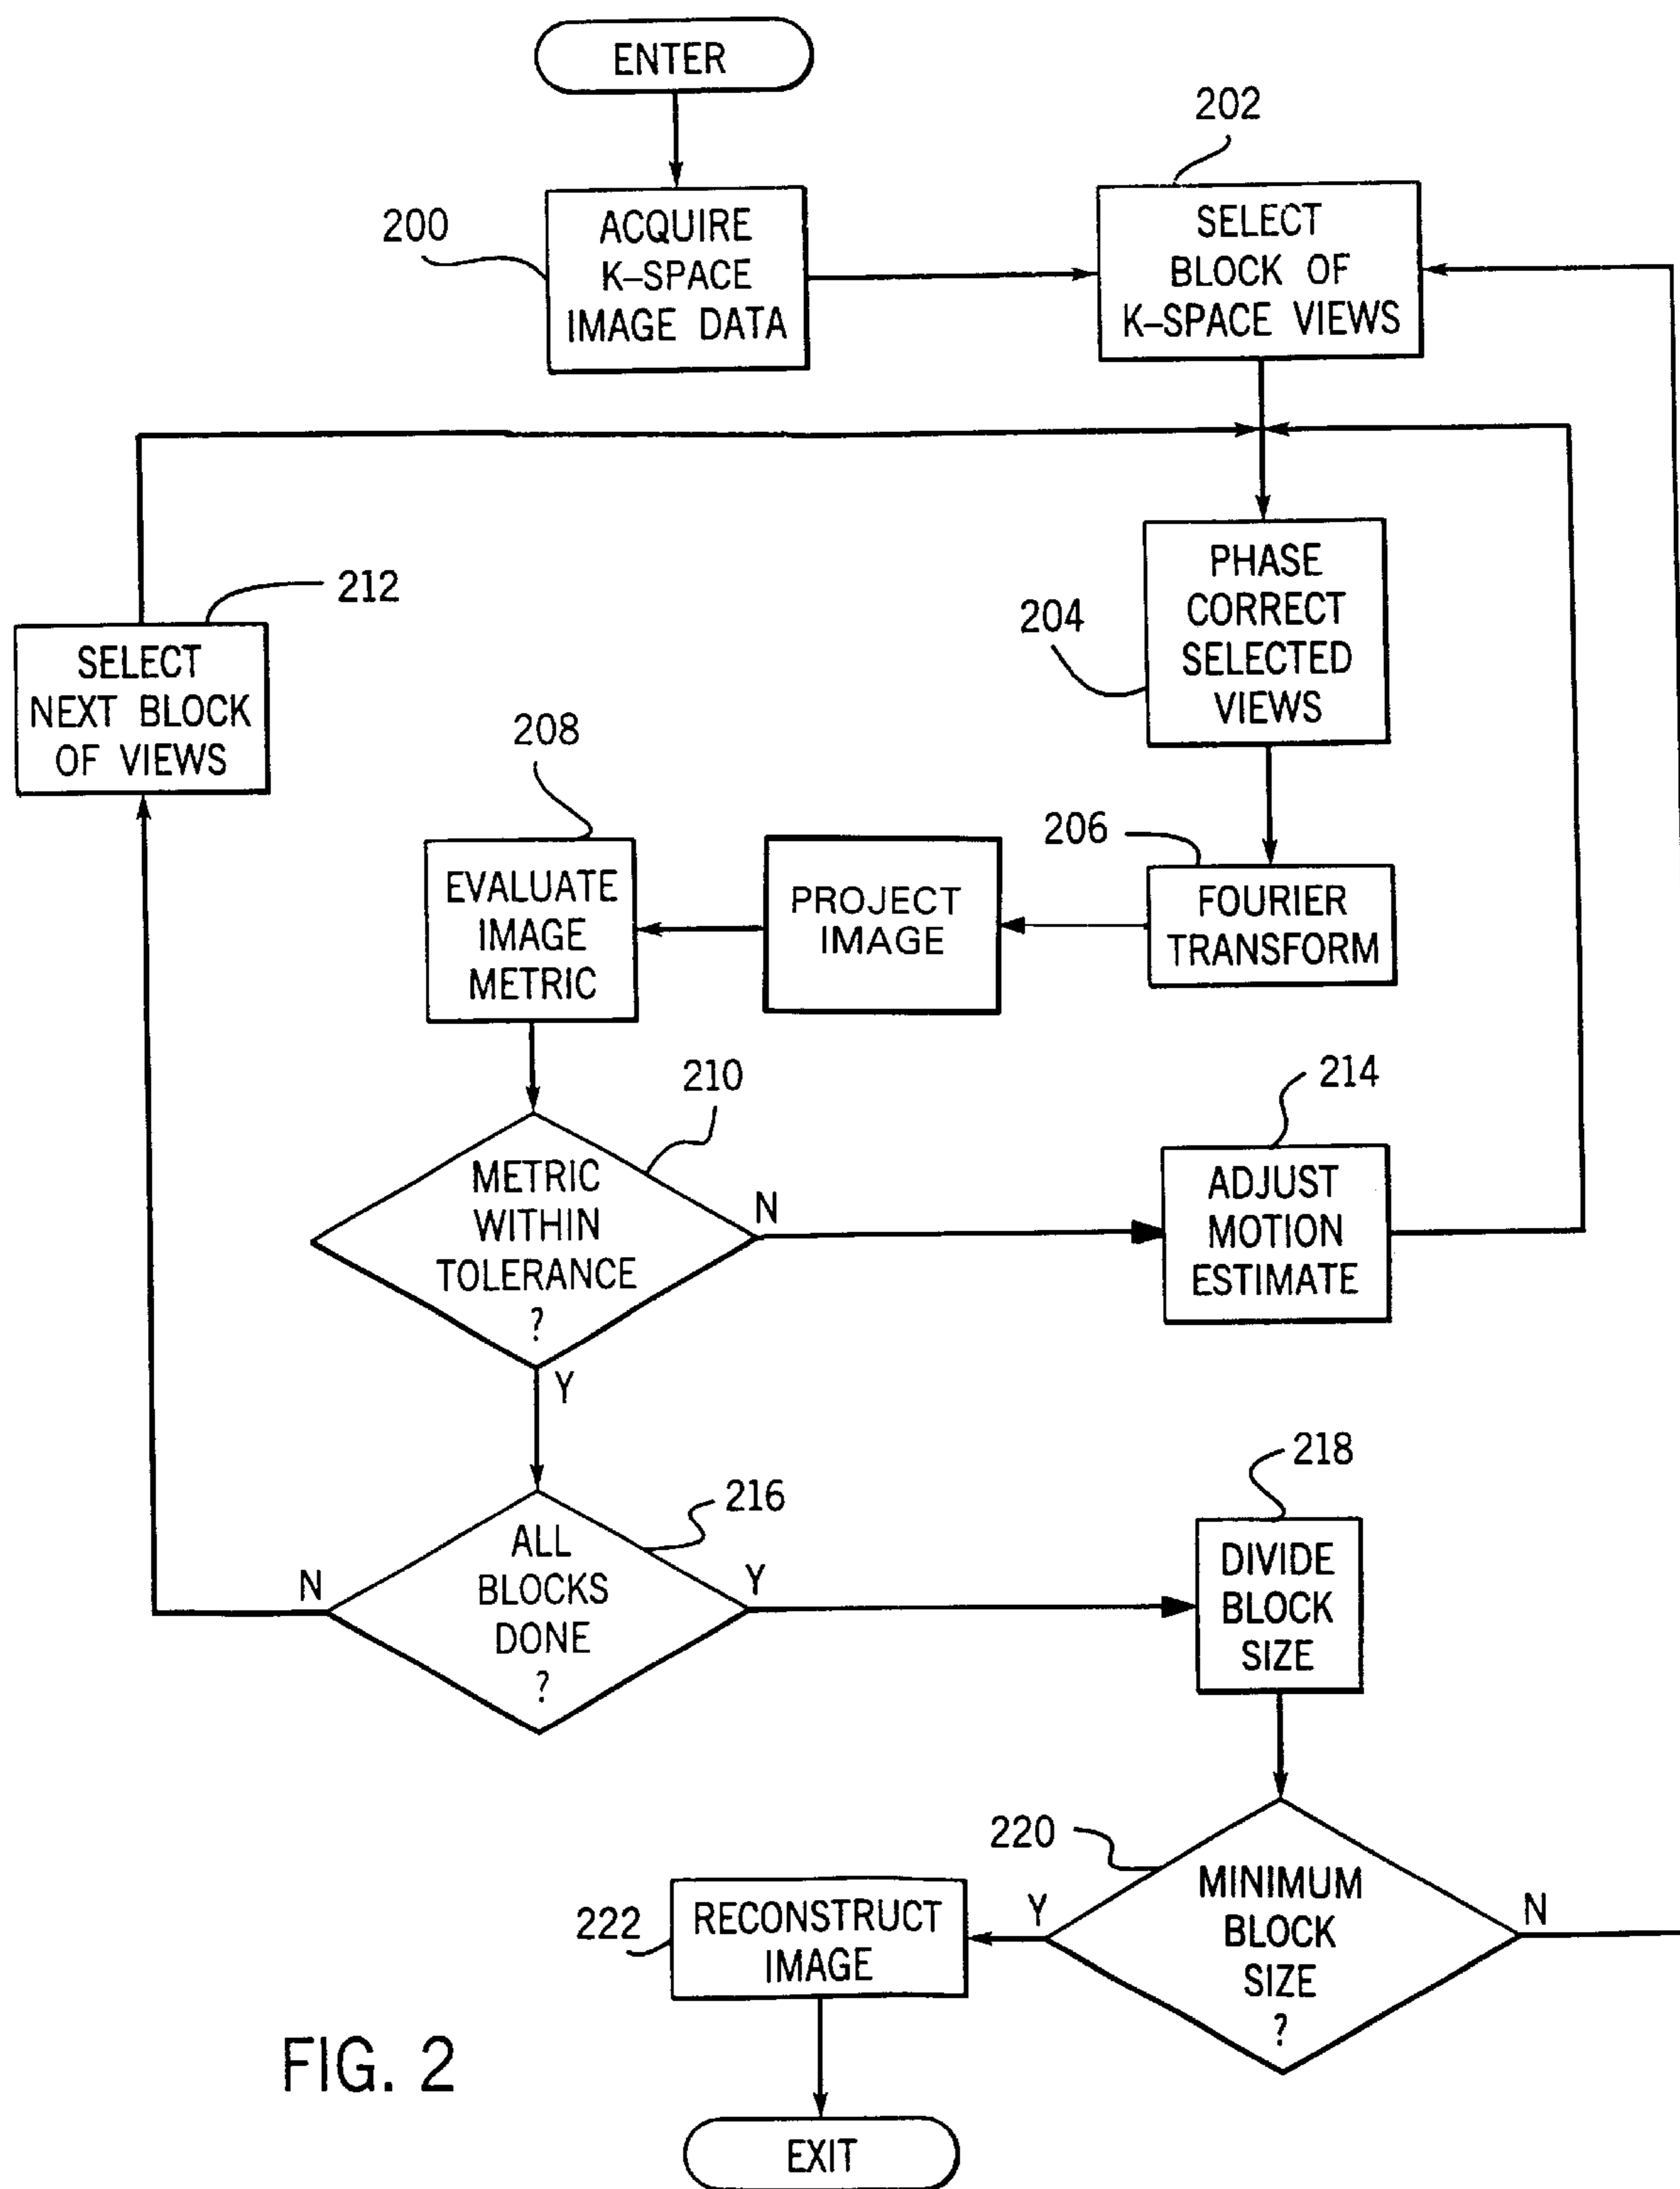 ENTER
202
200
ACQUIRE
K–SPACE
IMAGE DATA
SELECT
BLOCK OF
K–SPACE VIEWS
212
SELECT
NEXT BLOCK
OF VIEWS
204
PHASE
CORRECT
SELECTED
VIEWS
208
EVALUATE
IMAGE
METRIC
PROJECT
IMAGE
206
FOURIER
TRANSFORM
210
METRIC
WITHIN
TOLERANCE
?
N
Y
214
ADJUST
MOTION
ESTIMATE
216
ALL
BLOCKS
DONE
?
N
Y
218
DIVIDE
BLOCK
SIZE
220
MINIMUM
BLOCK
SIZE
?
Y
N
222
RECONSTRUCT
IMAGE
EXIT
FIG. 2